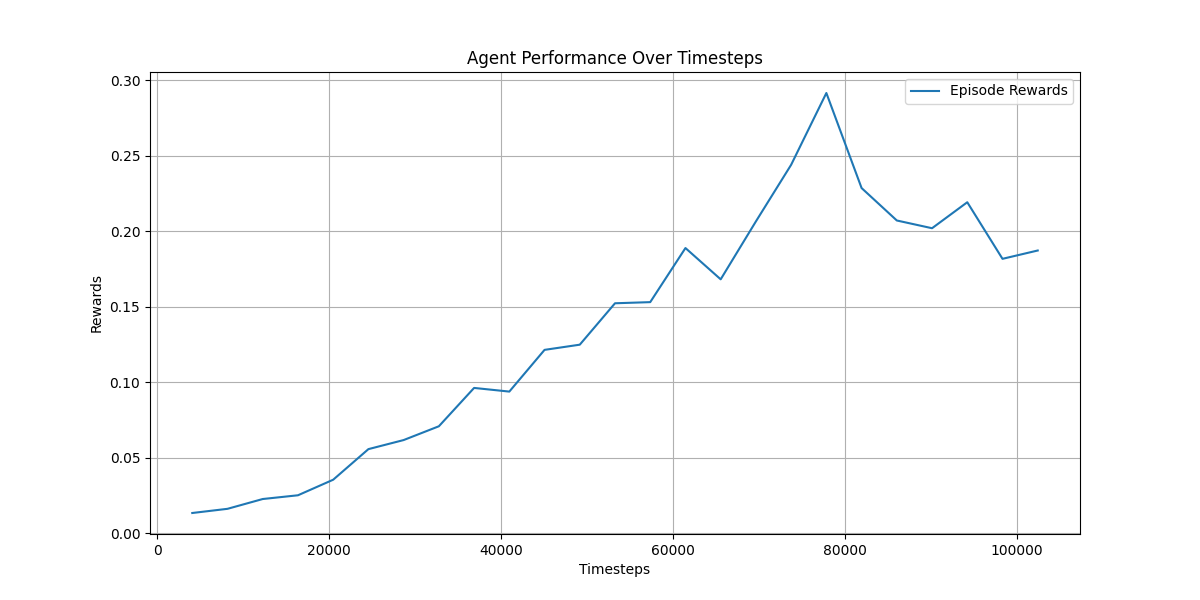 Agent Performance Over Timesteps
Episode Rewards
Rewards
0.30
0.25
0.20
0.15
0.10
0.05
0.00
0 20000 40000 60000 80000 100000
Timesteps